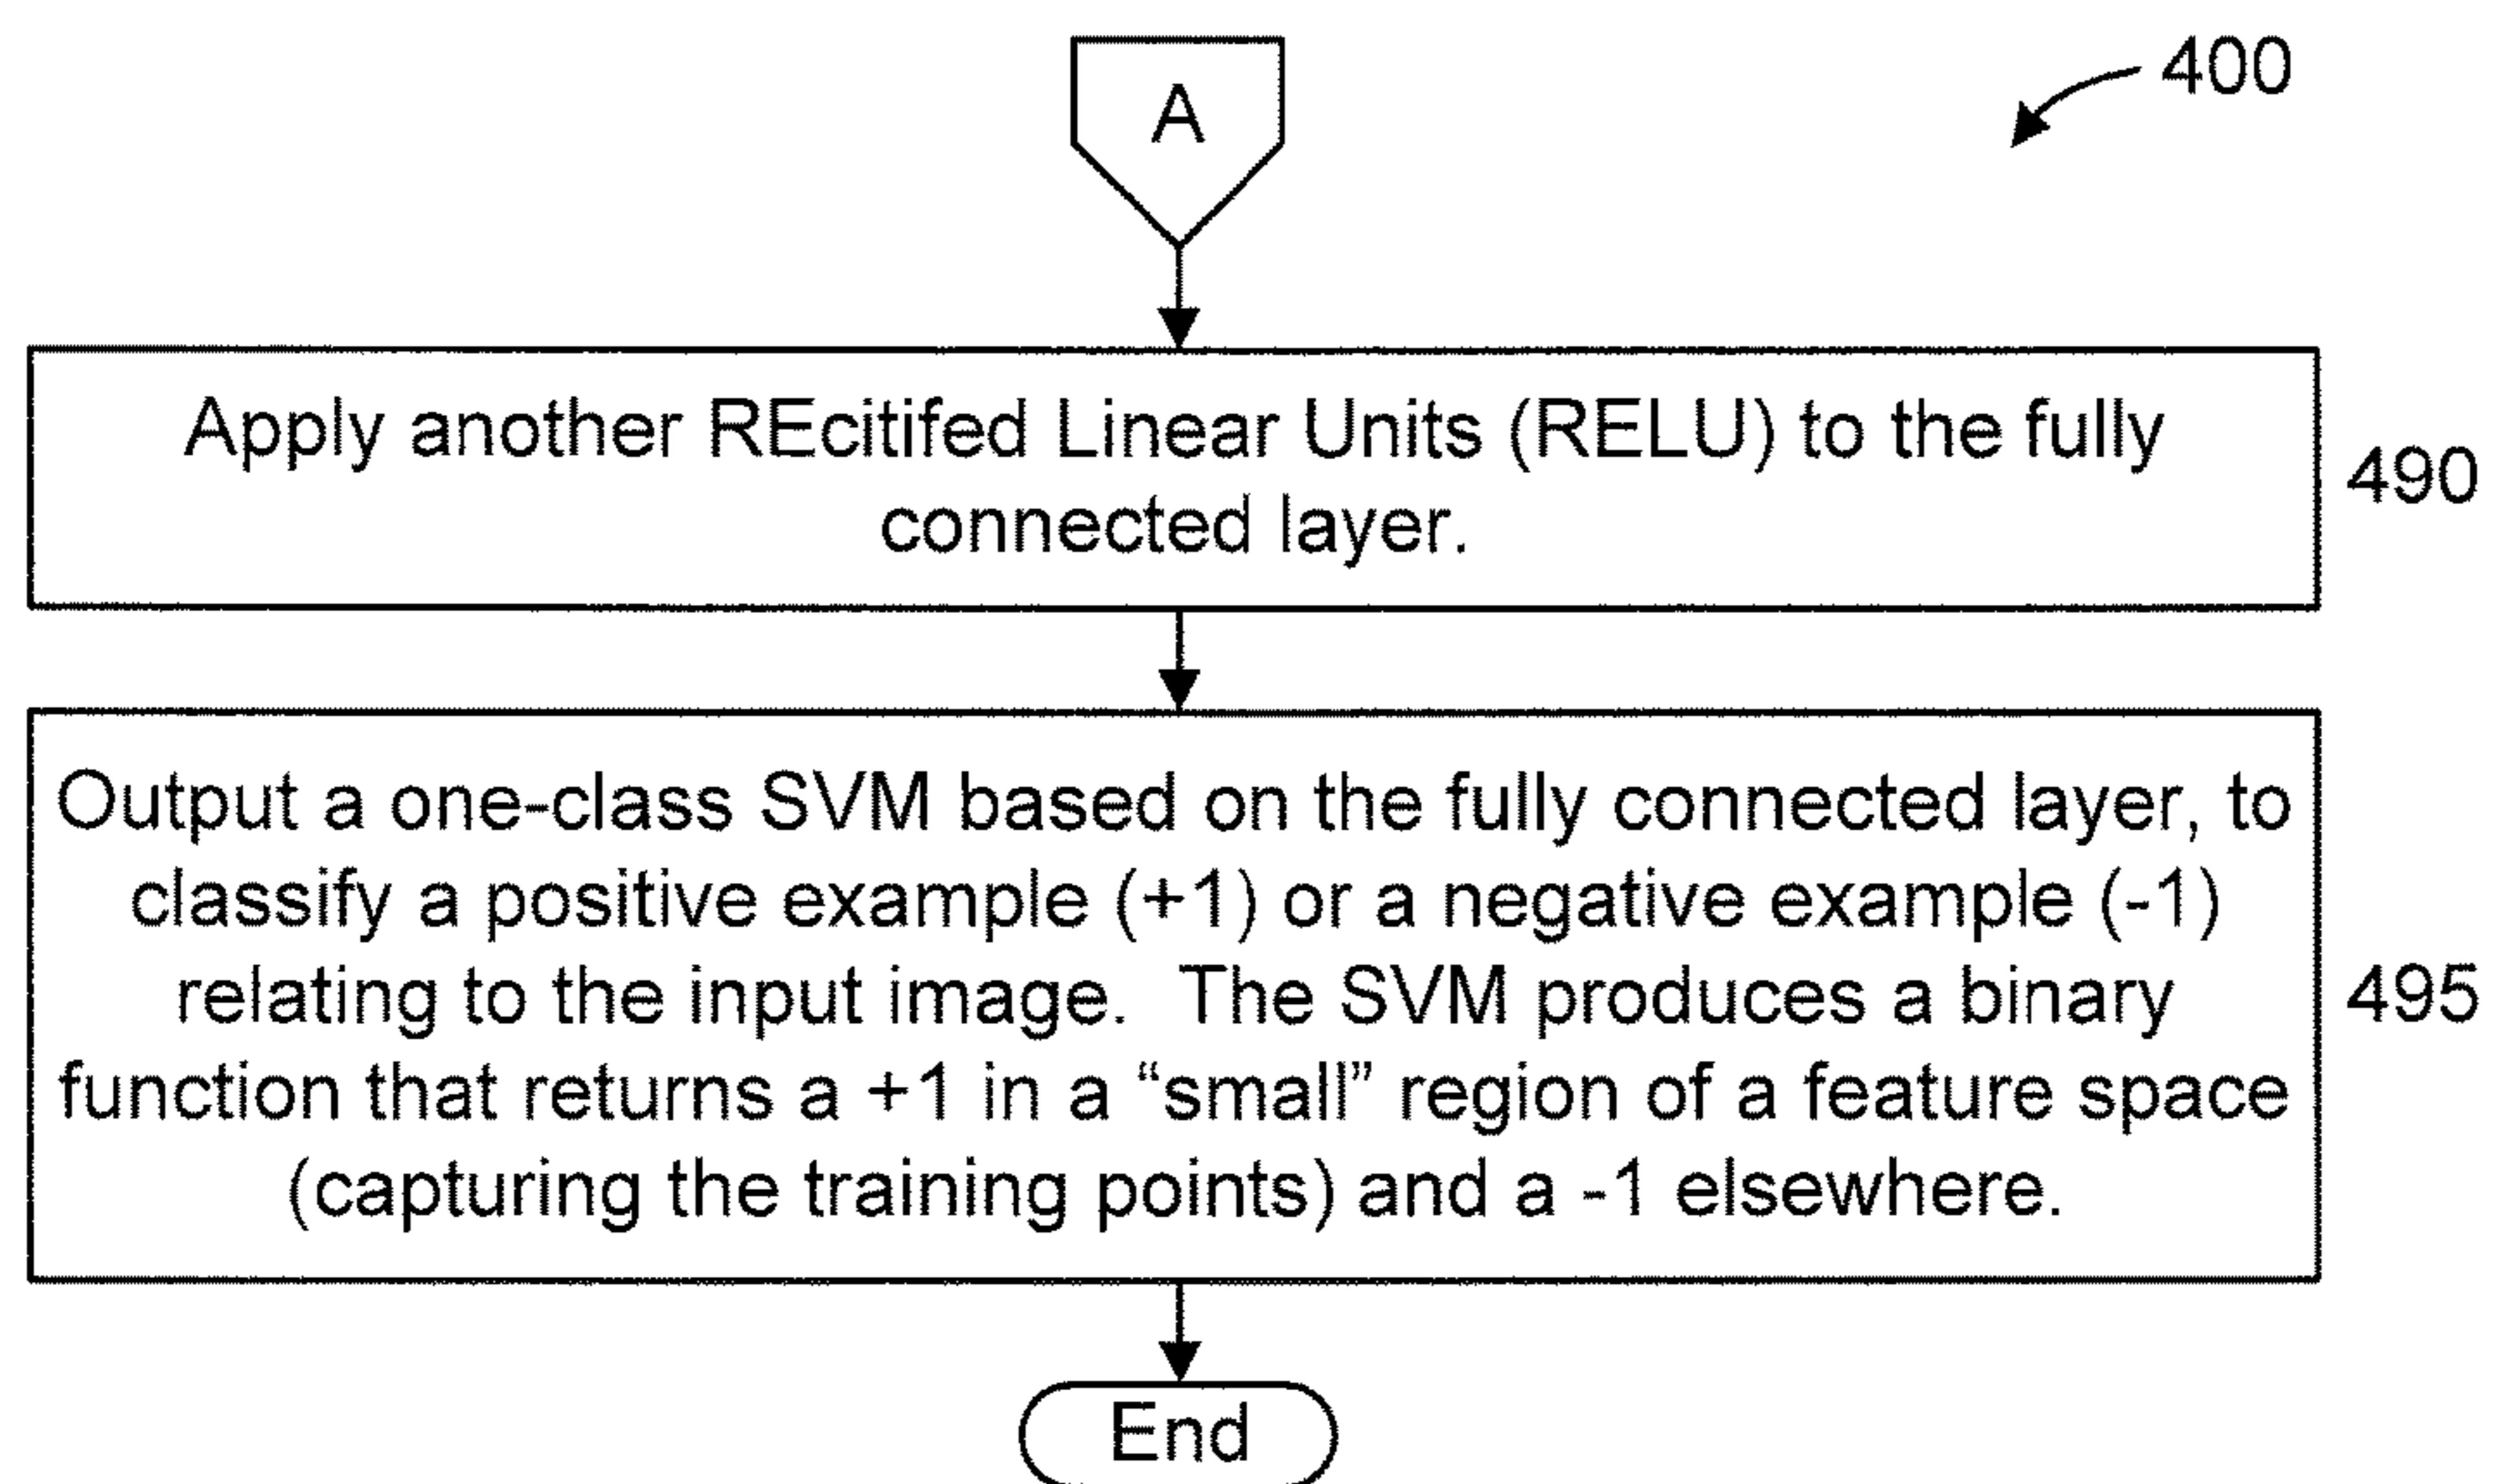 A
400
Apply another REcitifed Linear Units (RELU) to the fully
connected layer.
490
Output a one-class SVM based on the fully connected layer, to
classify a positive example (+1) or a negative example (-1)
relating to the input image.  The SVM produces a binary
function that returns a +1 in a “small” region of a feature space
(capturing the training points) and a -1 elsewhere.
495
End